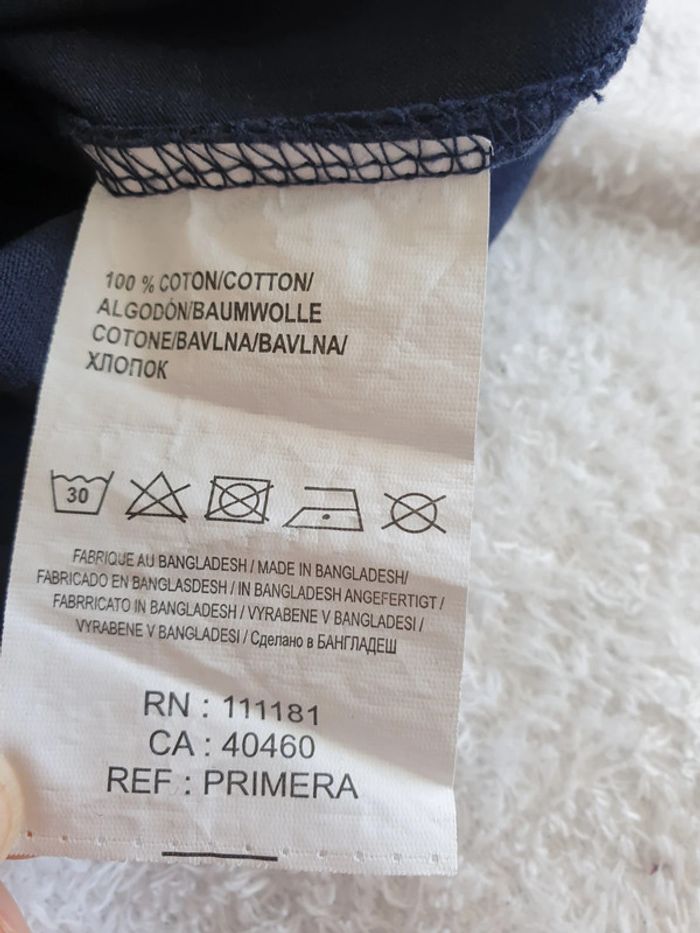 100 % COTON/COTTON/
ALGODÓN/BAUMWOLLE
COTONE/BAVLNA/BAVLNA/
ХЛОПОК
30
FABRIQUE AU BANGLADESH / MADE IN BANGLADESH/
FABRICADO EN BANGLASDESH / IN BANGLADESH ANGEFERTIGT /
FABRRICATO IN BANGLADESH / VYRABENE V BANGLADESI /
VYRABENE V BANGLADESI / Сделано в БАНГЛАДЕШ
RN : 111181
CA : 40460
REF : PRIMERA